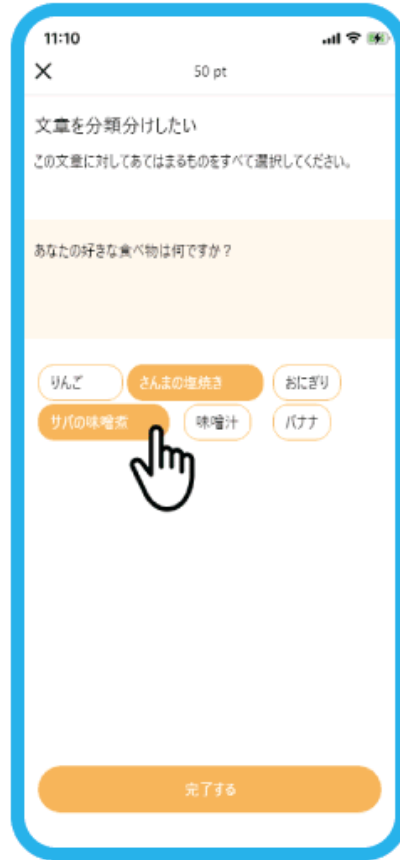 11:10
50 pt
文章を分類分けしたい
この文章に対してあてはまるものをすべて選択してください。
あなたの好きな食べ物は何ですか？
りんご さんまの塩焼き おにぎり
サバの味噌煮 味噌汁 バナナ
完了する